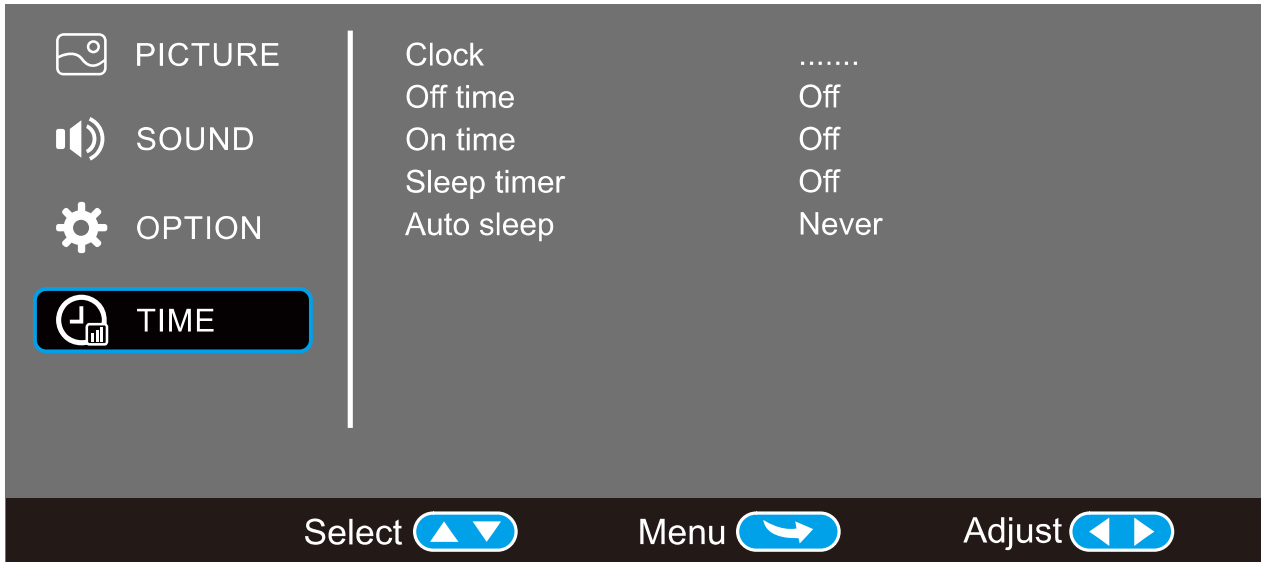 PICTURE
SOUND
OPTION
TIME
Clock .......
Off time Off
On time Off
Sleep timer Off
Auto sleep Never
Select Menu Adjust